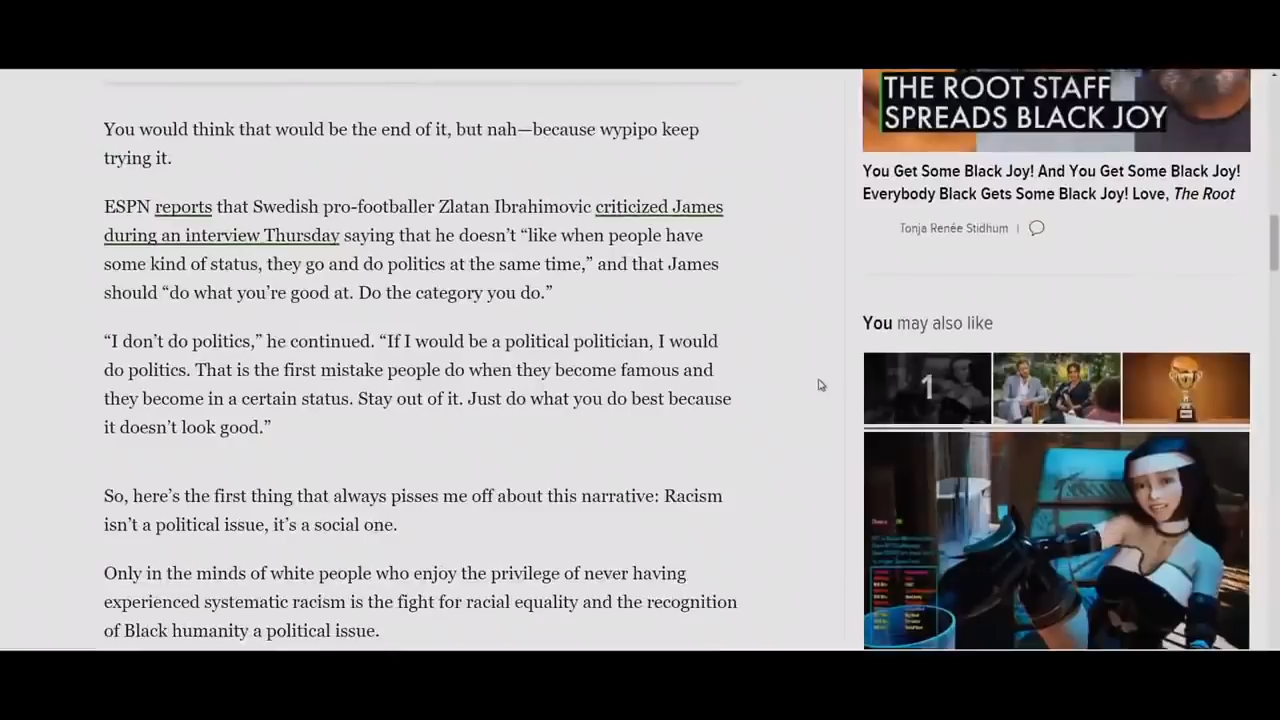 You would think that would be the end of it, but nah—because wypipo keep
trying it.
ESPN reports that Swedish pro-footballer Zlatan Ibrahimovic criticized James
during an interview Thursday saying that he doesn’t “like when people have
some kind of status, they go and do politics at the same time,” and that James
should “do what you’re good at. Do the category you do.”
“I don’t do politics,” he continued. “If I would be a political politician, I would
do politics. That is the first mistake people do when they become famous and
they become in a certain status. Stay out of it. Just do what you do best because
it doesn’t look good.”
So, here’s the first thing that always pisses me off about this narrative: Racism
isn’t a political issue, it’s a social one.
Only in the minds of white people who enjoy the privilege of never having
experienced systematic racism is the fight for racial equality and the recognition
of Black humanity a political issue.
THE ROOT STAFF
SPREADS BLACK JOY
You Get Some Black Joy! And You Get Some Black Joy!
Everybody Black Gets Some Black Joy! Love, The Root
Tonja Renée Stidhum |
You may also like
1